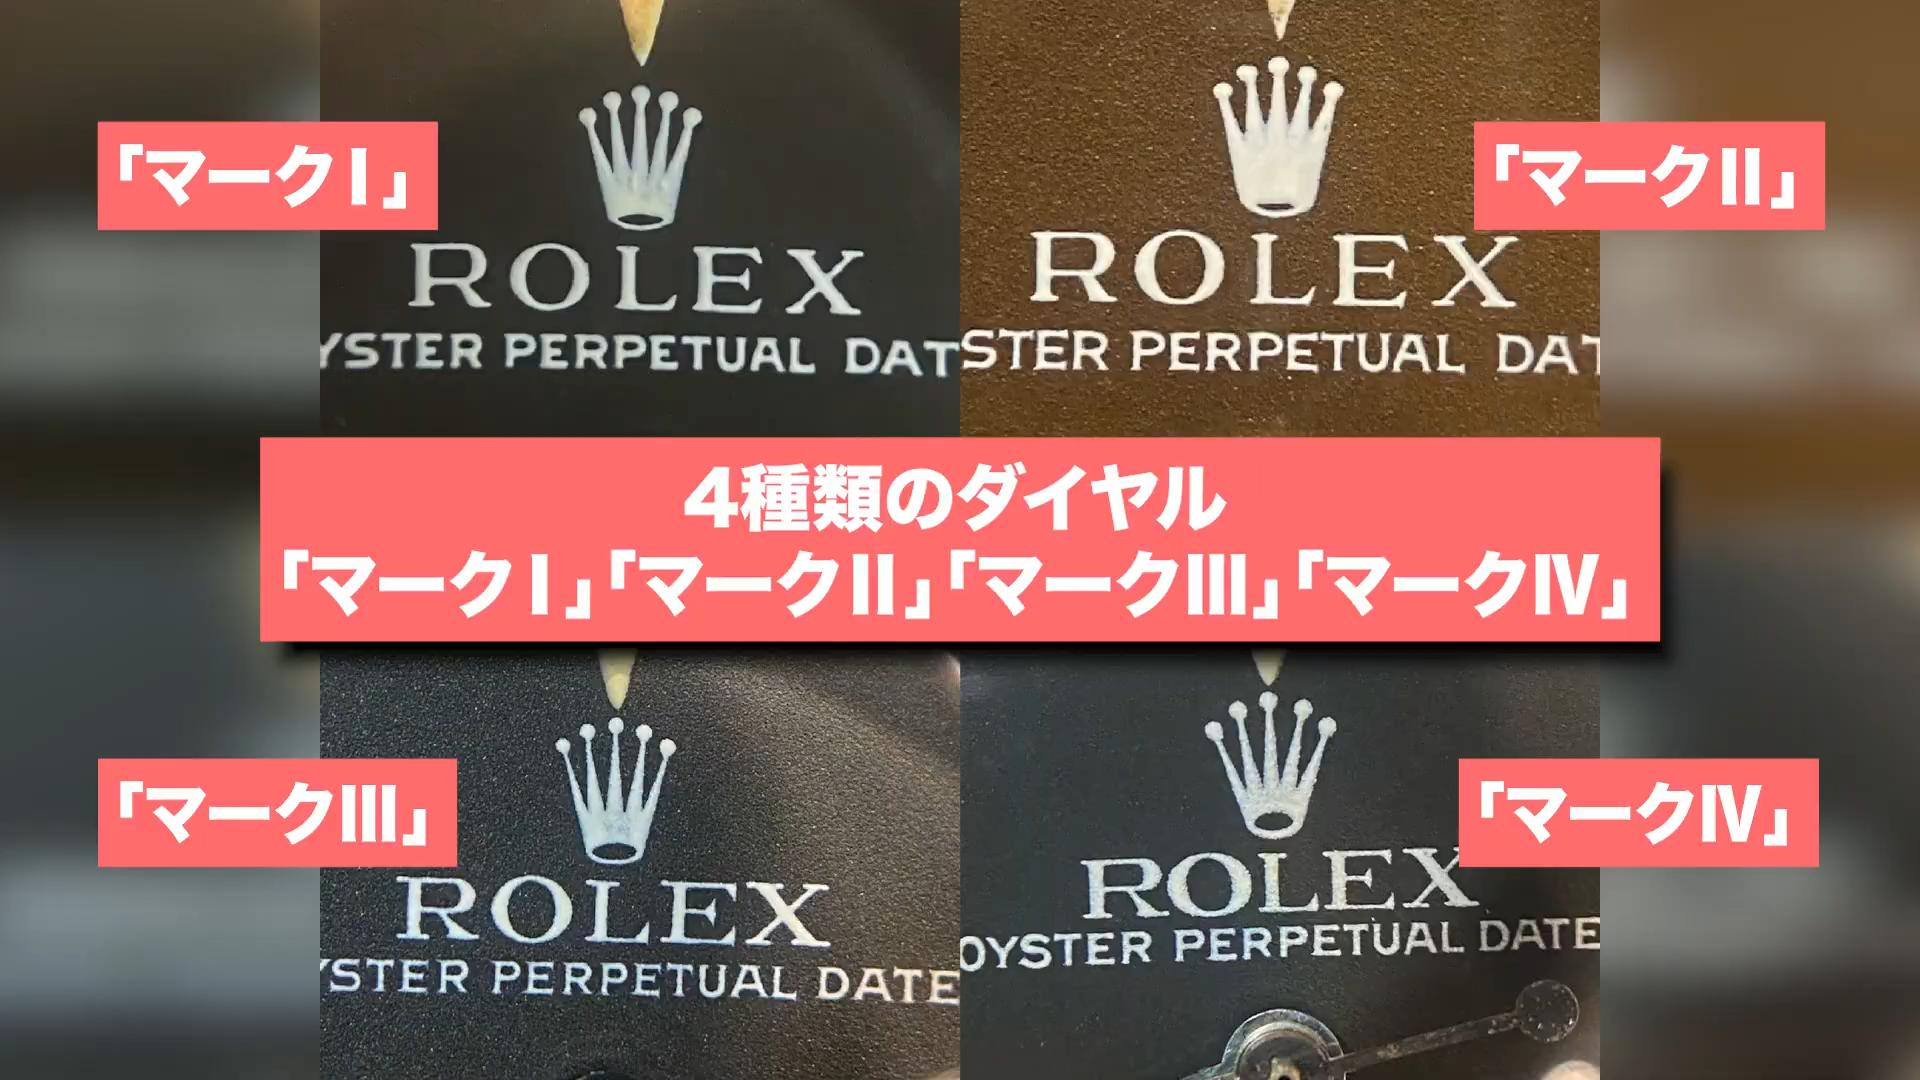 「マークI」
ROLEX
YSTER PERPETUAL DAT
「マークII」
ROLEX
STER PERPETUAL DAT
4種類のダイヤル
「マークI」「マークII」「マークIII」「マークIV」
「マークIII」
ROLEX
YSTER PERPETUAL DATE
「マークIV」
ROLEX
OYSTER PERPETUAL DATE